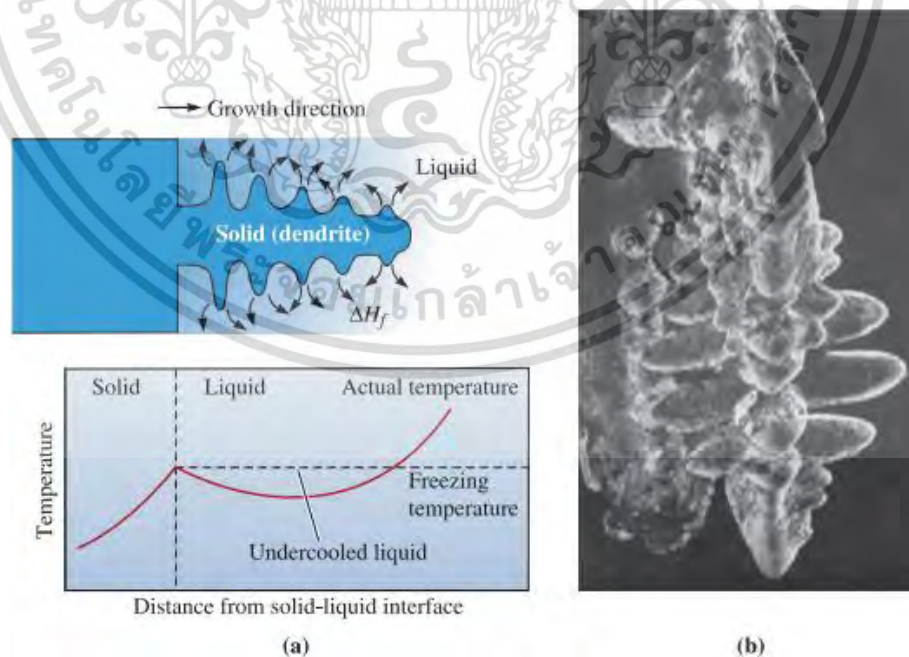 Growth direction
Liquid
Solid (dendrite)
ΔH_f
Solid
Liquid
Actual temperature
Temperature
Freezing
temperature
Undercooled liquid
Distance from solid-liquid interface
(a)
(b)